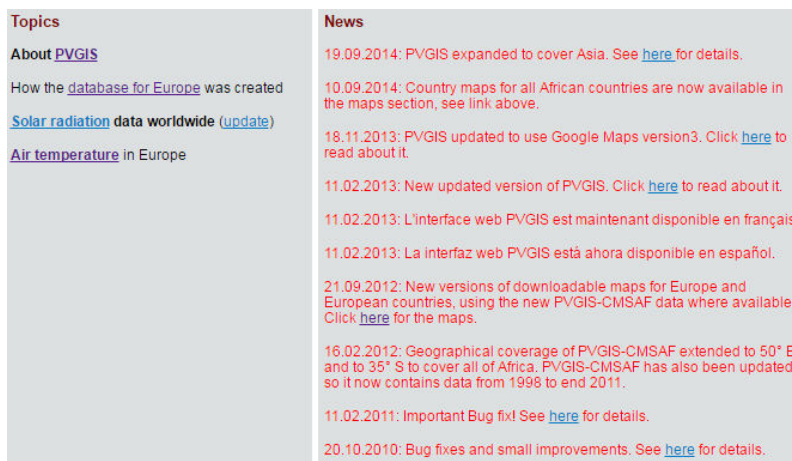 Topics
About PVGIS
How the database for Europe was created
Solar radiation data worldwide (update)
Air temperature in Europe
News
19.09.2014: PVGIS expanded to cover Asia. See here for details.
10.09.2014: Country maps for all African countries are now available in
the maps section, see link above.
18.11.2013: PVGIS updated to use Google Maps version3. Click here to
read about it.
11.02.2013: New updated version of PVGIS. Click here to read about it.
11.02.2013: L'interface web PVGIS est maintenant disponible en français
11.02.2013: La interfaz web PVGIS está ahora disponible en español.
21.09.2012: New versions of downloadable maps for Europe and
European countries, using the new PVGIS-CMSAF data where available
Click here for the maps.
16.02.2012: Geographical coverage of PVGIS-CMSAF extended to 50° E
and to 35° S to cover all of Africa. PVGIS-CMSAF has also been updated
so it now contains data from 1998 to end 2011.
11.02.2011: Important Bug fix! See here for details.
20.10.2010: Bug fixes and small improvements. See here for details.